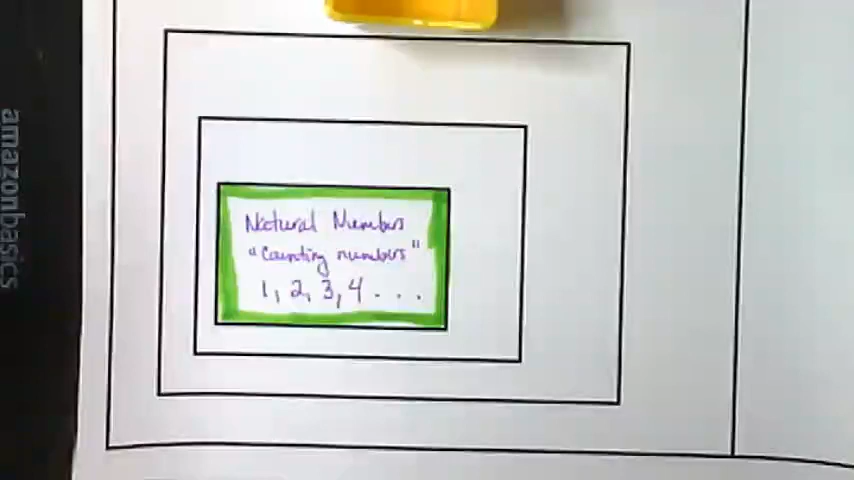 amazonbasics
Natural Numbers
"Counting numbers"
1, 2, 3, 4 . . .